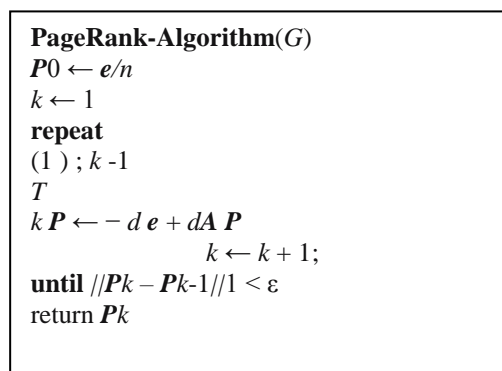 PageRank-Algorithm(G)
P0 ← e/n
k ← 1
repeat
(1 ) ; k -1
T
k P ← − d e + dA P
k ← k + 1;
until //Pk – Pk-1//1 < ε
return Pk